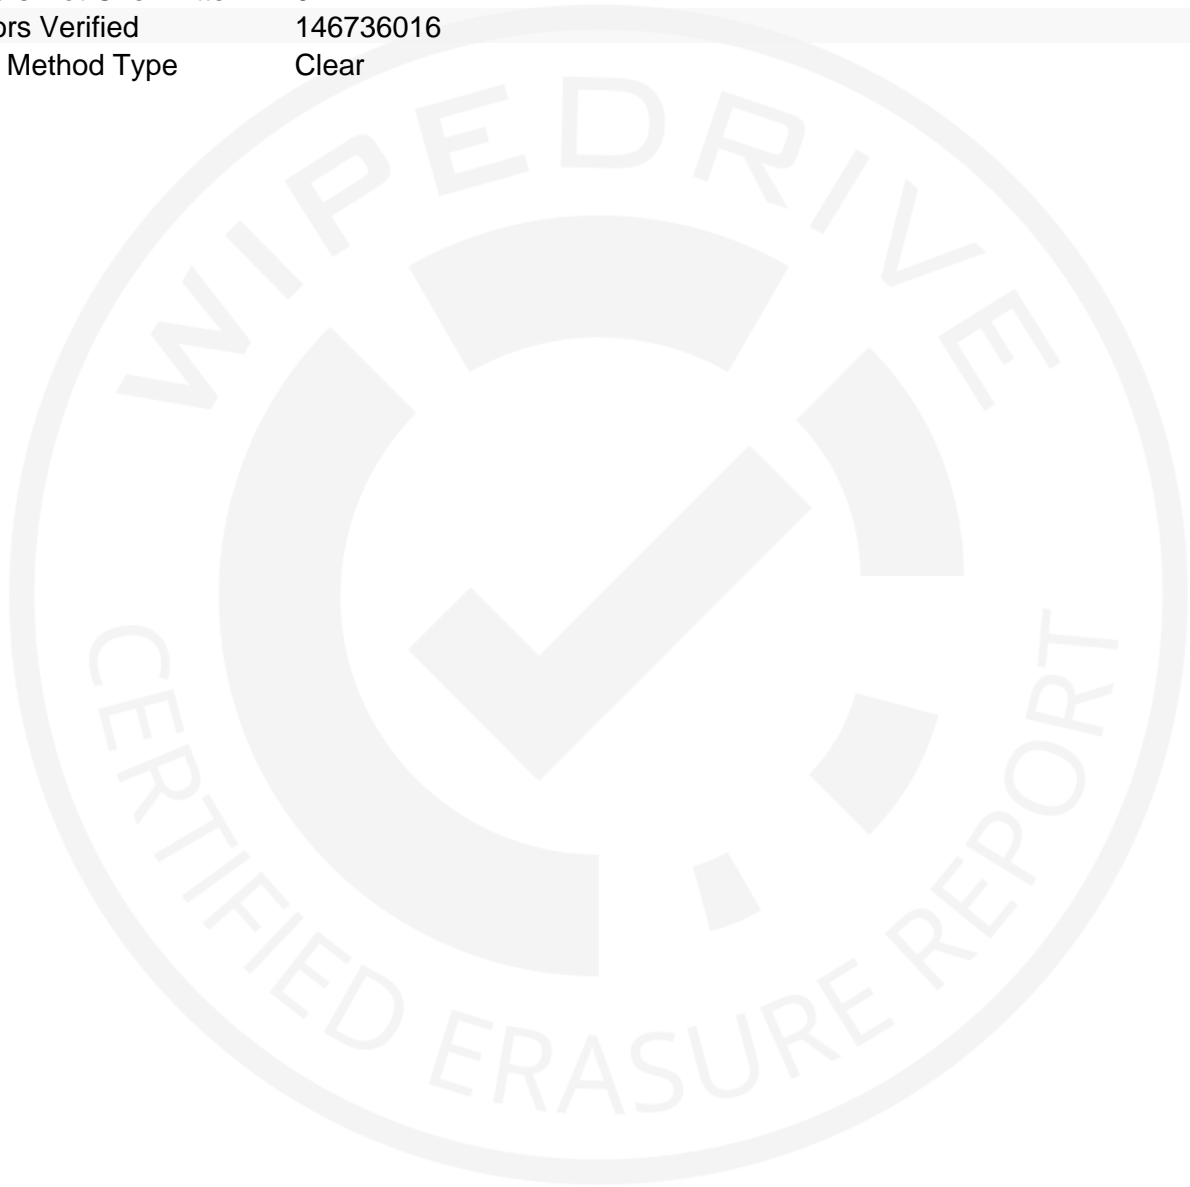 ors Verified 146736016
Method Type Clear
WIPEDRIVE
CERTIFIED ERASURE REPORT